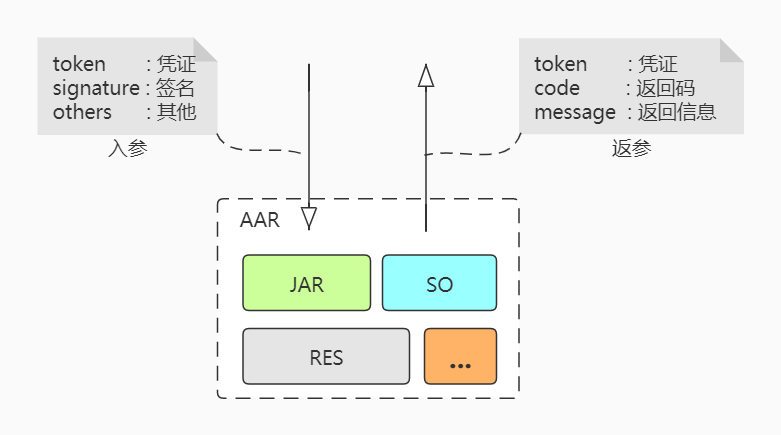 token : 凭证
signature : 签名
others : 其他
入参
token : 凭证
code : 返回码
message : 返回信息
返参
AAR
JAR
SO
RES
...